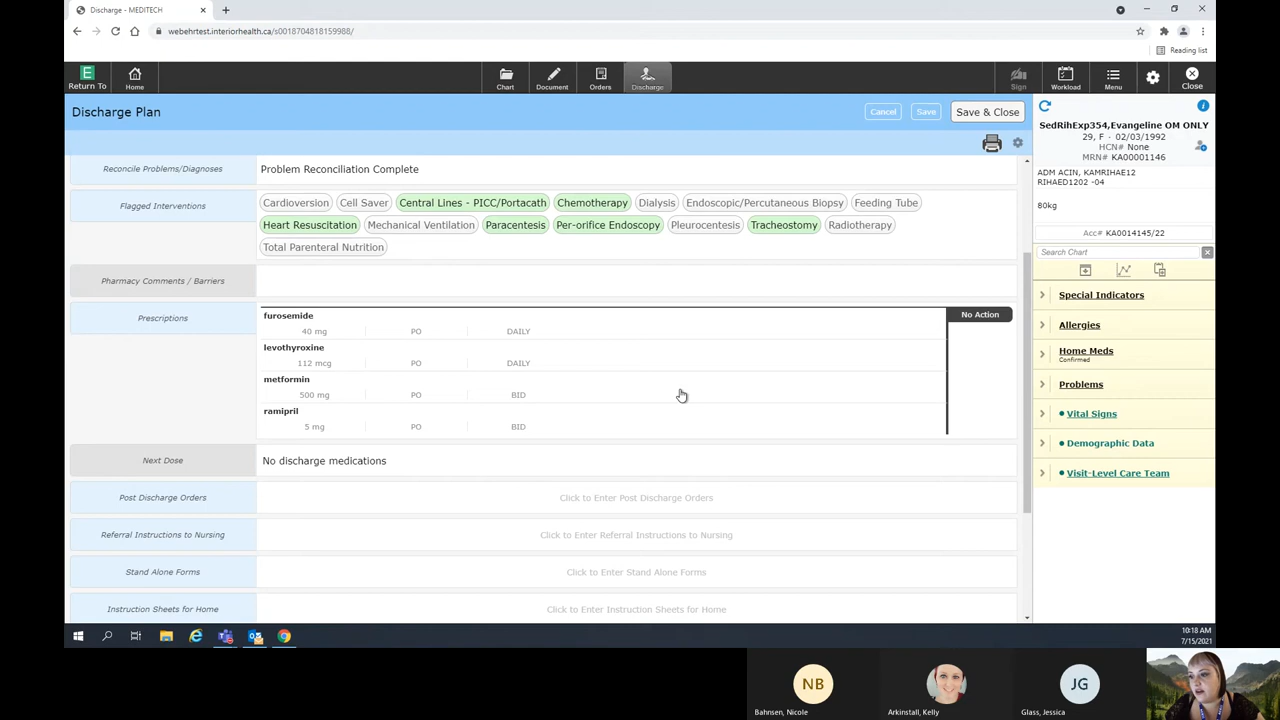 Discharge - MEDITECH
webehrtest.interiorhealth.ca/s0018704818159988/
Reading list
E
Return To
Home
Chart
Document
Orders
Discharge
Sign
Workload
Menu
Close
Discharge Plan
Cancel
Save
Save & Close
SedRihExp354,Evangeline OM ONLY
29, F - 02/03/1992
HCN# None
MRN# KA00001146
ADM ACIN, KAMRIHAE12
RIHAED1202 -04
80kg
Acc# KA0014145/22
Search Chart
Special Indicators
Allergies
Home Meds
Confirmed
Problems
Vital Signs
Demographic Data
Visit-Level Care Team
Reconcile Problems/Diagnoses
Problem Reconciliation Complete
Flagged Interventions
Cardioversion Cell Saver Central Lines - PICC/Portacath Chemotherapy Dialysis Endoscopic/Percutaneous Biopsy Feeding Tube
Heart Resuscitation Mechanical Ventilation Paracentesis Per-orifice Endoscopy Pleurocentesis Tracheostomy Radiotherapy
Total Parenteral Nutrition
Pharmacy Comments / Barriers
Prescriptions
furosemide
No Action
40 mg PO DAILY
levothyroxine
112 mcg PO DAILY
metformin
500 mg PO BID
ramipril
5 mg PO BID
Next Dose
No discharge medications
Post Discharge Orders
Click to Enter Post Discharge Orders
Referral Instructions to Nursing
Click to Enter Referral Instructions to Nursing
Stand Alone Forms
Click to Enter Stand Alone Forms
Instruction Sheets for Home
Click to Enter Instruction Sheets for Home
10:18 AM
7/15/2021
NB
JG
Bahnsen, Nicole
Arkinstall, Kelly
Glass, Jessica